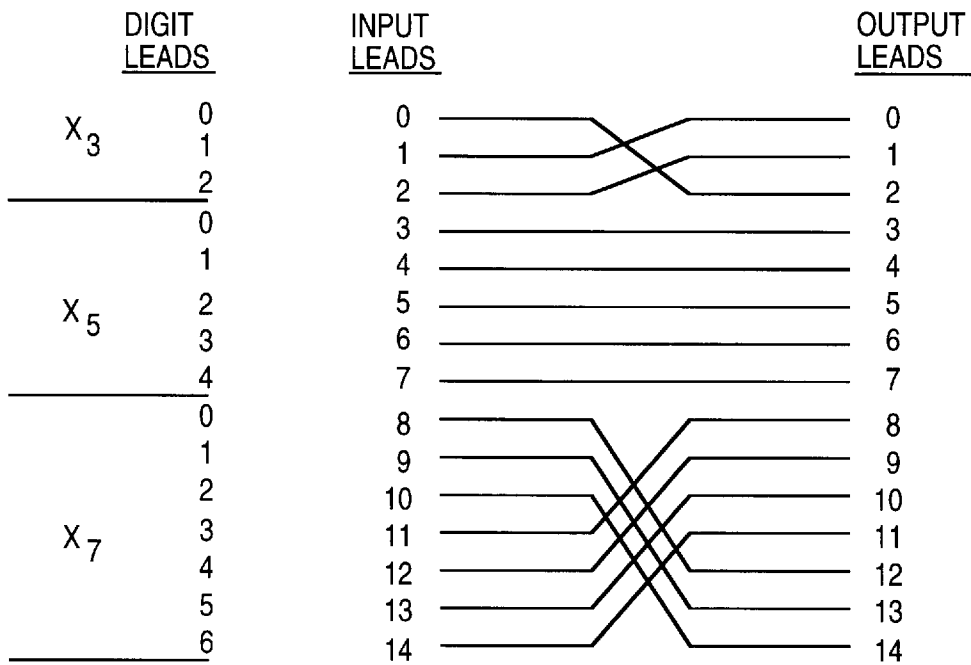 DIGIT LEADS INPUT LEADS OUTPUT LEADS
X3 0 0 0
1 1 1
2 2 2
X5 0 3 3
1 4 4
2 5 5
3 6 6
4 7 7
X7 0 8 8
1 9 9
2 10 10
3 11 11
4 12 12
5 13 13
6 14 14